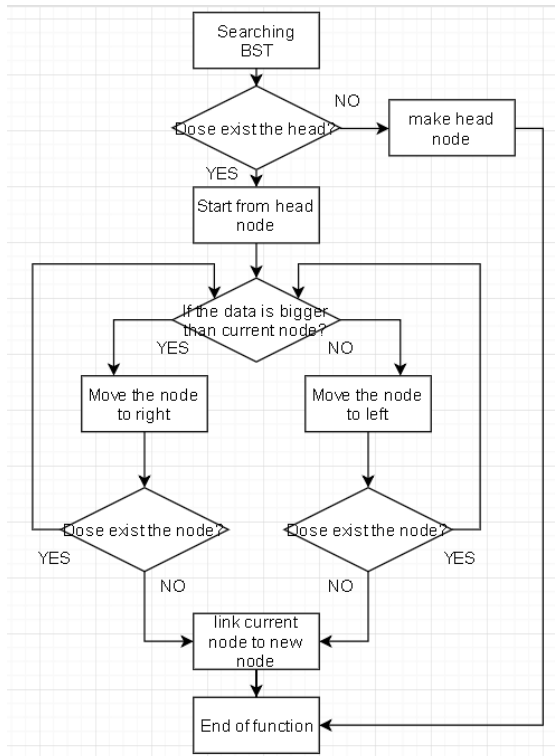 Searching
BST
Dose exist the head?
NO
make head
node
YES
Start from head
node
If the data is bigger
than current node?
YES
NO
Move the node
to right
Move the node
to left
Dose exist the node?
Dose exist the node?
YES
YES
NO
NO
link current
node to new
node
End of function